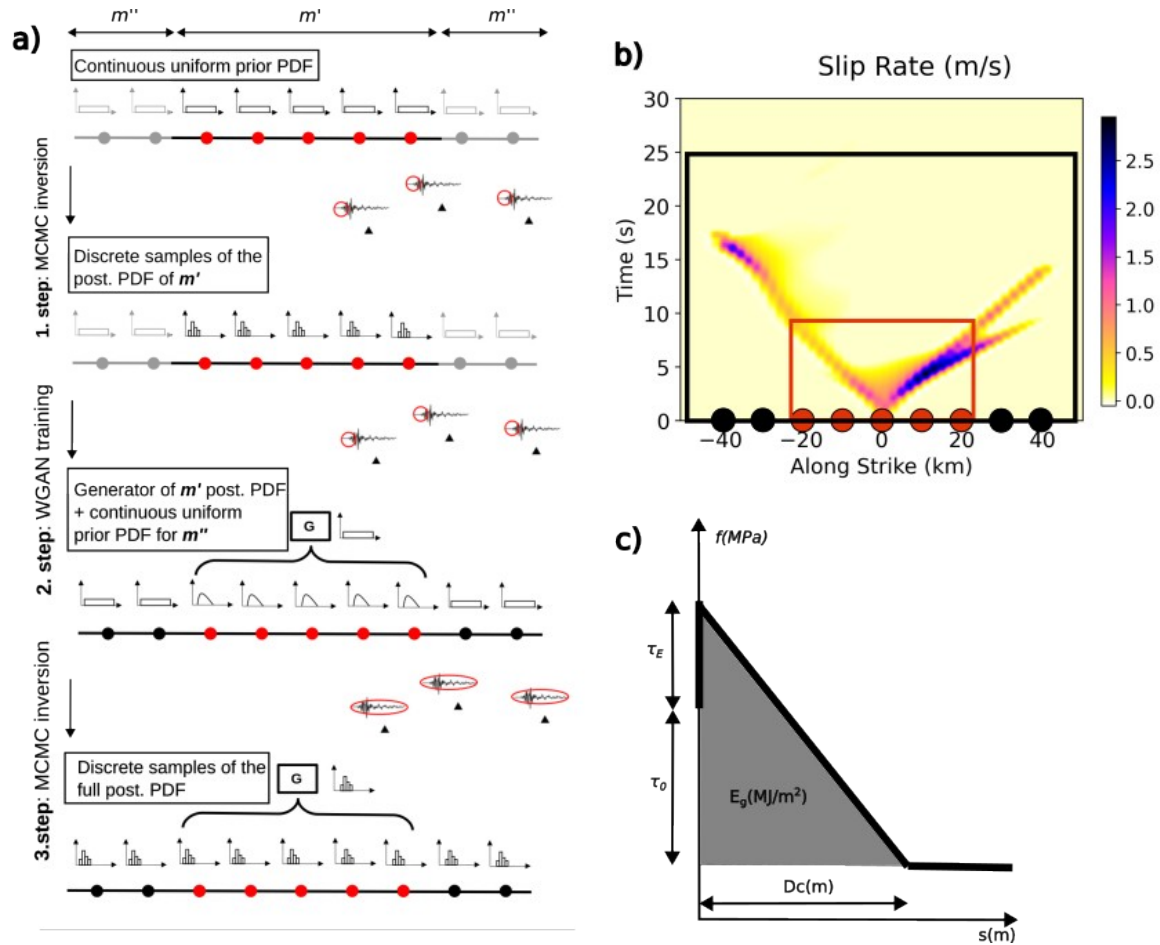 a)
m''
m'
m''
Continuous uniform prior PDF
1. step: MCMC inversion
Discrete samples of the
post. PDF of m'
2. step: WGAN training
Generator of m' post. PDF
+ continuous uniform
prior PDF for m''
G
3.step: MCMC inversion
Discrete samples of the
full post. PDF
G
b)
Slip Rate (m/s)
30
25
20
15
10
5
0
Time (s)
−40
−20
0
20
40
Along Strike (km)
2.5
2.0
1.5
1.0
0.5
0.0
c)
f(MPa)
τE
τ0
Eg(MJ/m²)
Dc(m)
s(m)